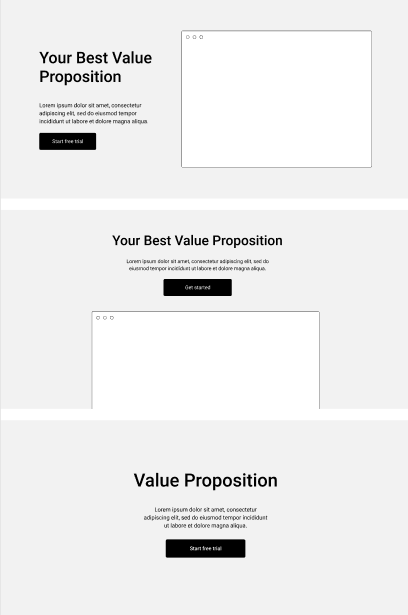 Your Best Value
Proposition
Lorem ipsum dolor sit amet, consectetur
adipiscing elit, sed do eiusmod tempor
incididunt ut labore et dolore magna aliqua.
Start free trial
Your Best Value Proposition
Lorem ipsum dolor sit amet, consectetur adipiscing elit, sed do
eiusmod tempor incididunt ut labore et dolore magna aliqua.
Get started
Value Proposition
Lorem ipsum dolor sit amet, consectetur
adipiscing elit, sed do eiusmod tempor incididunt
ut labore et dolore magna aliqua.
Start free trial